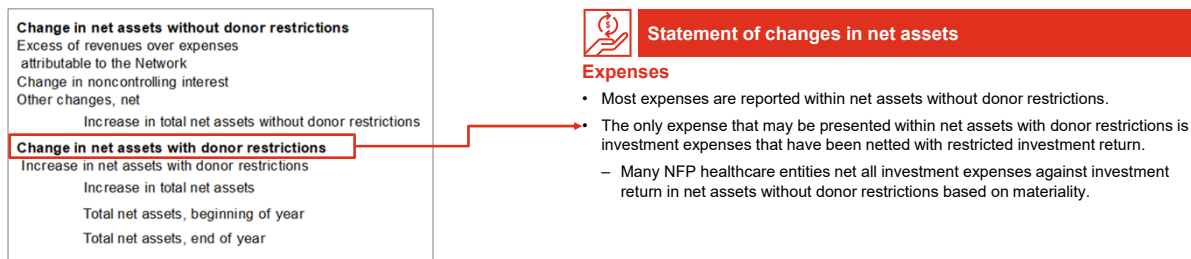 Change in net assets without donor restrictions
Excess of revenues over expenses
attributable to the Network
Change in noncontrolling interest
Other changes, net
Increase in total net assets without donor restrictions
Change in net assets with donor restrictions
Increase in net assets with donor restrictions
Increase in total net assets
Total net assets, beginning of year
Total net assets, end of year
Statement of changes in net assets
Expenses
• Most expenses are reported within net assets without donor restrictions.
• The only expense that may be presented within net assets with donor restrictions is
investment expenses that have been netted with restricted investment return.
– Many NFP healthcare entities net all investment expenses against investment
return in net assets without donor restrictions based on materiality.